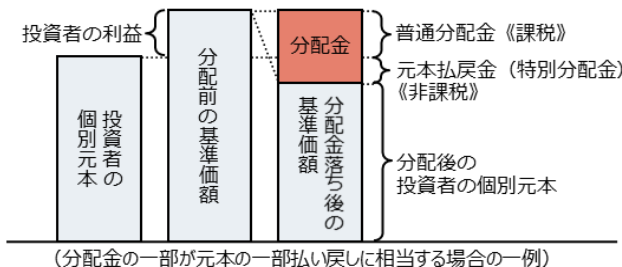 投資者の利益
分配金
普通分配金《課税》
元本払戻金（特別分配金）
《非課税》
投資者の
個別元本
分配前の基準価額
分配金落ち後の
基準価額
分配後の
投資者の個別元本
（分配金の一部が元本の一部払い戻しに相当する場合の一例）